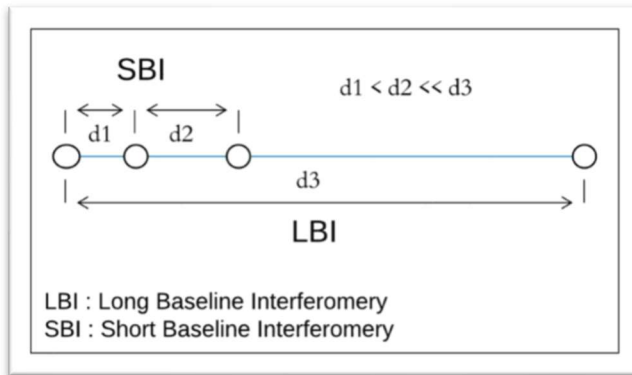 SBI
d1 < d2 << d3
d1
d2
d3
LBI
LBI : Long Baseline Interferomery
SBI : Short Baseline Interferomery